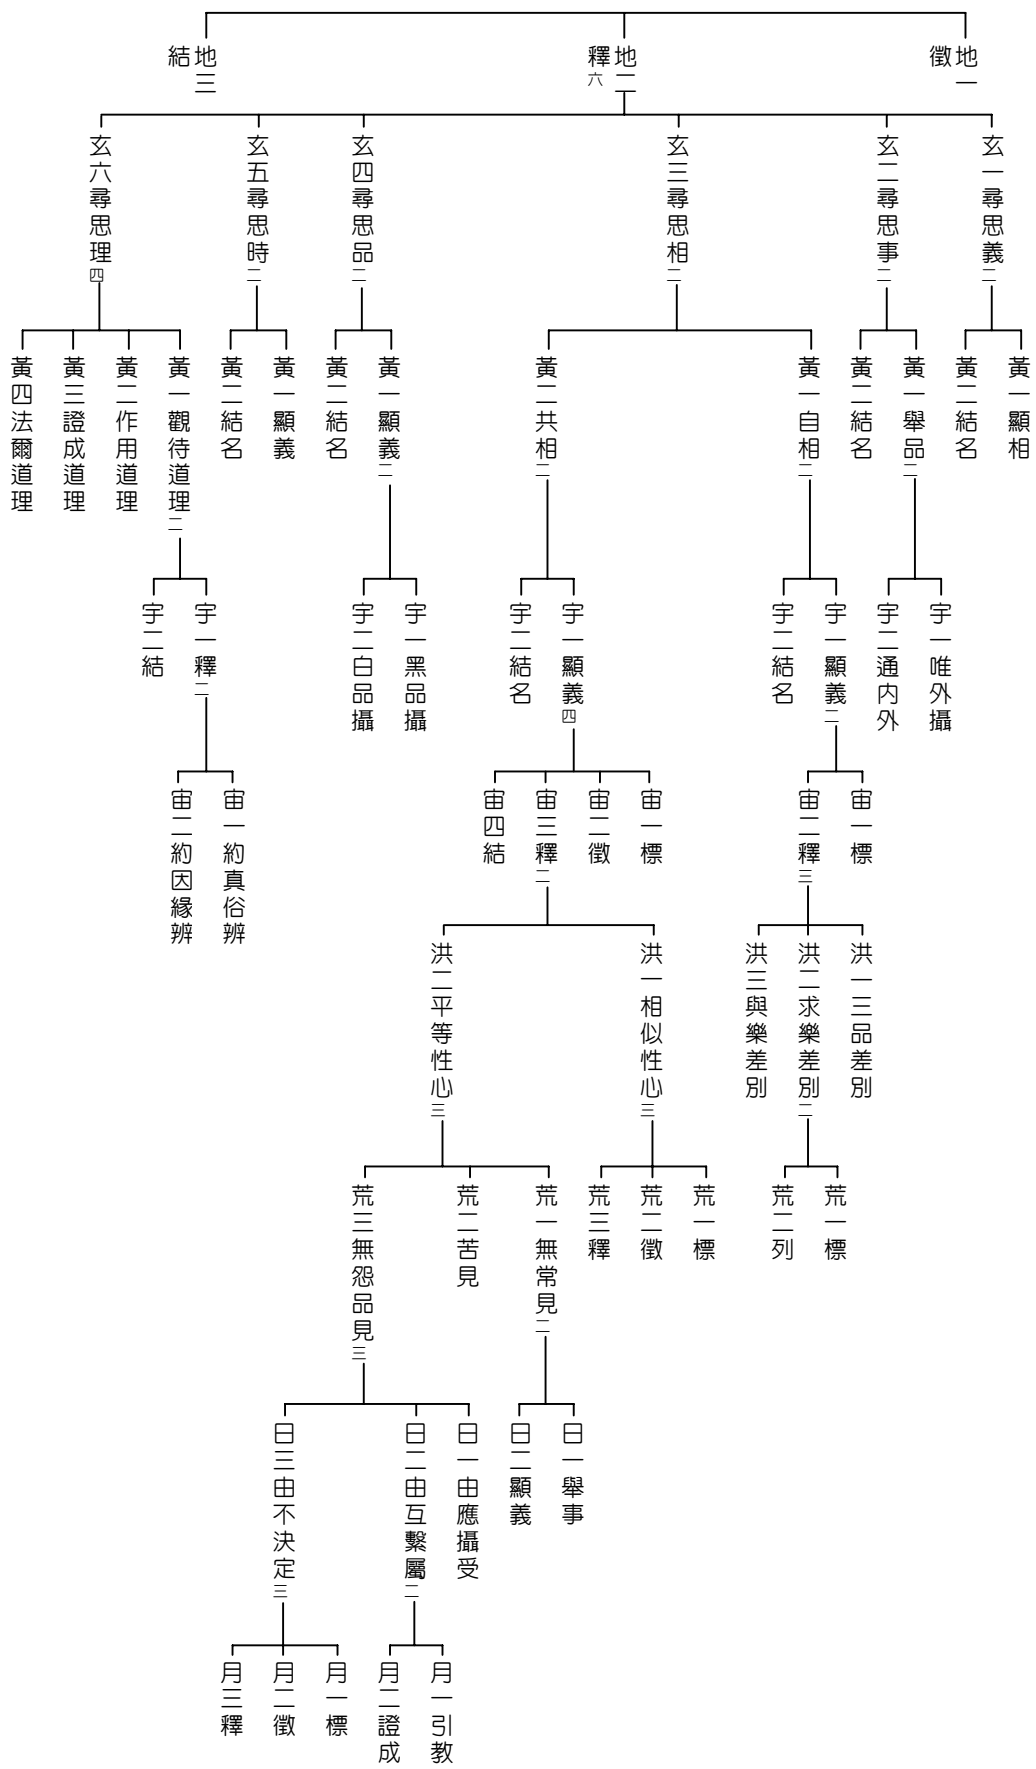 地一徵
地二釋六
地三結
玄一尋思義二
玄二尋思事二
玄三尋思相二
玄四尋思品二
玄五尋思時二
玄六尋思理四
黃一顯相
黃二結名
黃一舉品二
黃二結名
黃一自相二
黃二共相二
黃一顯義二
黃二結名
黃一顯義
黃二結名
黃一觀待道理二
黃二作用道理
黃三證成道理
黃四法爾道理
宇一唯外攝
宇二通內外
宇一顯義二
宇二結名
宇一顯義四
宇二結名
宇一黑品攝
宇二白品攝
宇一釋二
宇二結
宙一標
宙二釋三
宙一標
宙二徵
宙三釋二
宙四結
宙一約真俗辨
宙二約因緣辨
洪一三品差別
洪二求樂差別二
洪三與樂差別
洪一相似性心三
洪二平等性心三
荒一標
荒二列
荒一標
荒二徵
荒三釋
荒一無常見二
荒二苦見
荒三無怨品見三
日一舉事
日二顯義
日一由應攝受
日二由互繫屬二
日三由不決定三
月一引教
月二證成
月一標
月二徵
月三釋